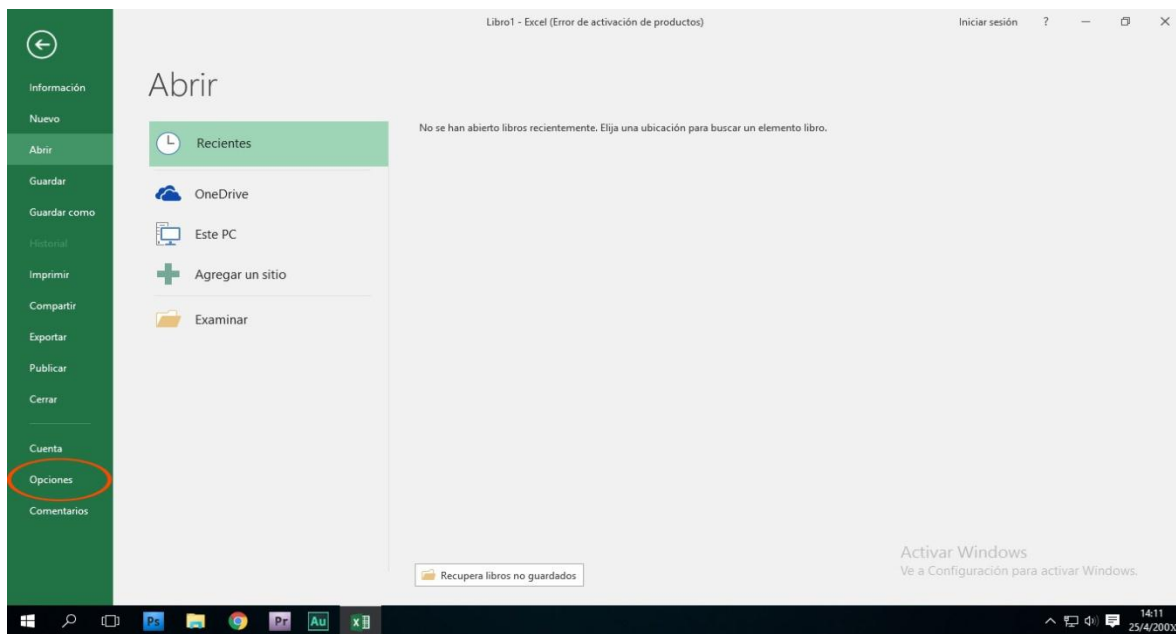 Libro1 - Excel (Error de activación de productos)
Iniciar sesión
?
Información
Nuevo
Abrir
Guardar
Guardar como
Historial
Imprimir
Compartir
Exportar
Publicar
Cerrar
Cuenta
Opciones
Comentarios
Abrir
Recientes
OneDrive
Este PC
Agregar un sitio
Examinar
No se han abierto libros recientemente. Elija una ubicación para buscar un elemento libro.
Recupera libros no guardados
Activar Windows
Ve a Configuración para activar Windows.
Ps
Pr
Au
x
14:11